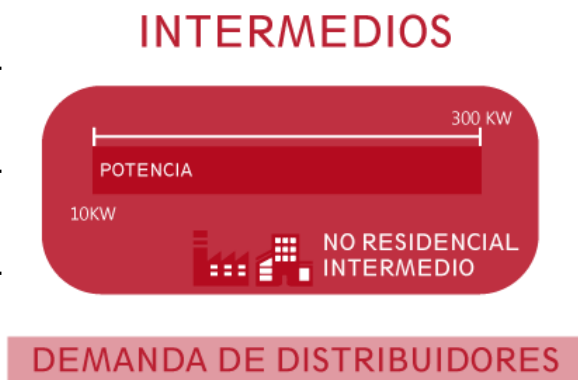 INTERMEDIOS
300 KW
POTENCIA
10KW
NO RESIDENCIAL
INTERMEDIO
DEMANDA DE DISTRIBUIDORES